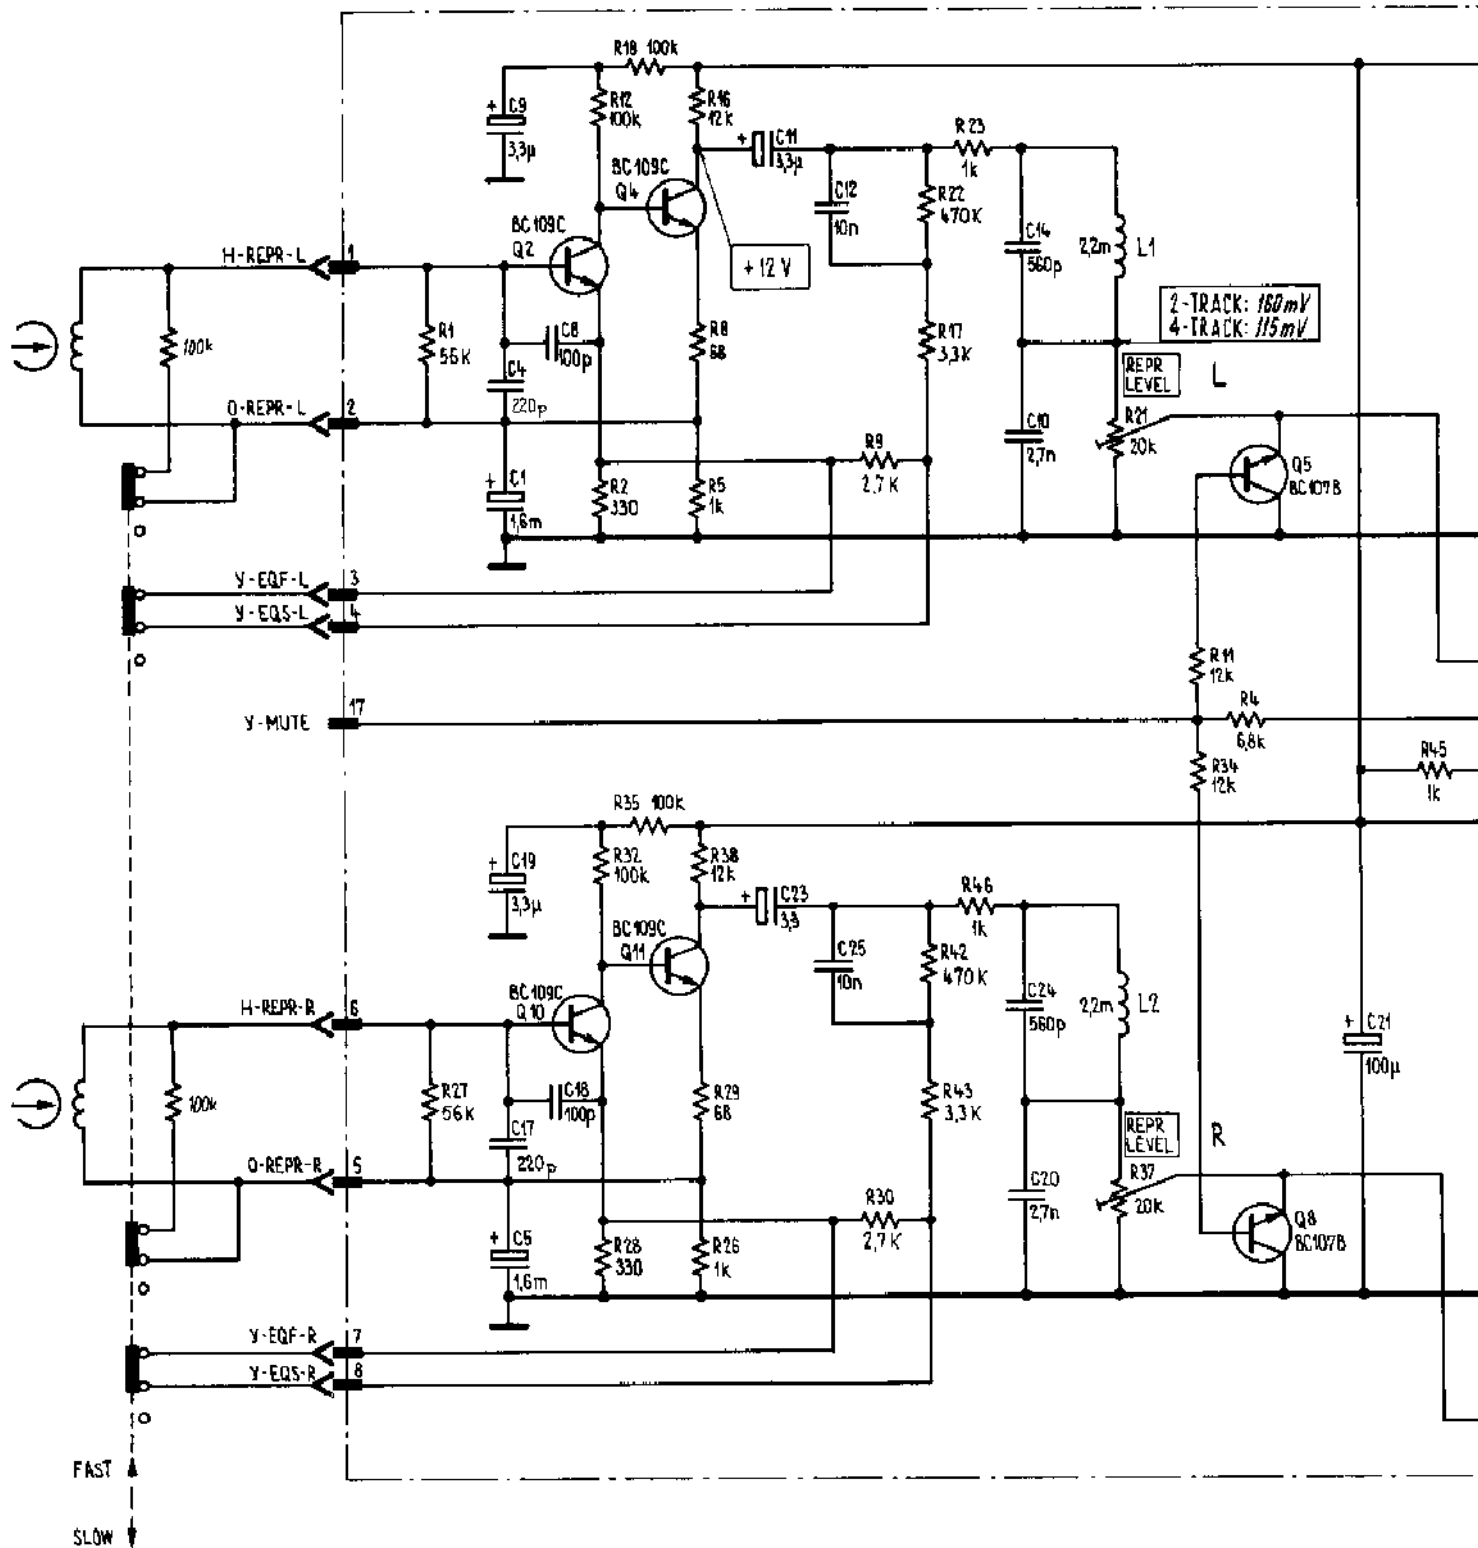 R18 100k
C9
3,3µ
R12
100k
R16
12k
C11
3,3µ
R23
1k
BC109C
Q4
C12
10n
R22
470K
BC109C
Q2
+12 V
C14
560p
2,2m
L1
H-REPR-L
1
100k
R1
56K
C8
100p
C4
220p
R8
68
R17
3,3K
2-TRACK: 160mV
4-TRACK: 115mV
REPR
LEVEL
L
O-REPR-L
2
R21
20k
C10
2,7n
R9
2,7K
Q5
BC107B
C1
1,6m
R2
330
R5
1k
Y-EQF-L
3
Y-EQS-L
4
R11
12k
Y-MUTE
17
R4
6,8k
R34
12k
R45
1k
R35 100k
C19
3,3µ
R32
100k
R38
12k
C23
3,3
R46
1k
BC109C
Q11
C25
10n
R42
470K
BC109C
Q10
C24
560p
2,2m
L2
H-REPR-R
6
C21
100µ
100k
R27
56K
C18
100p
C17
220p
R29
68
R43
3,3K
REPR
LEVEL
R
O-REPR-R
5
R37
20k
C20
2,7n
R30
2,7K
Q8
BC107B
C5
1,6m
R28
330
R26
1k
Y-EQF-R
7
Y-EQS-R
8
FAST
SLOW